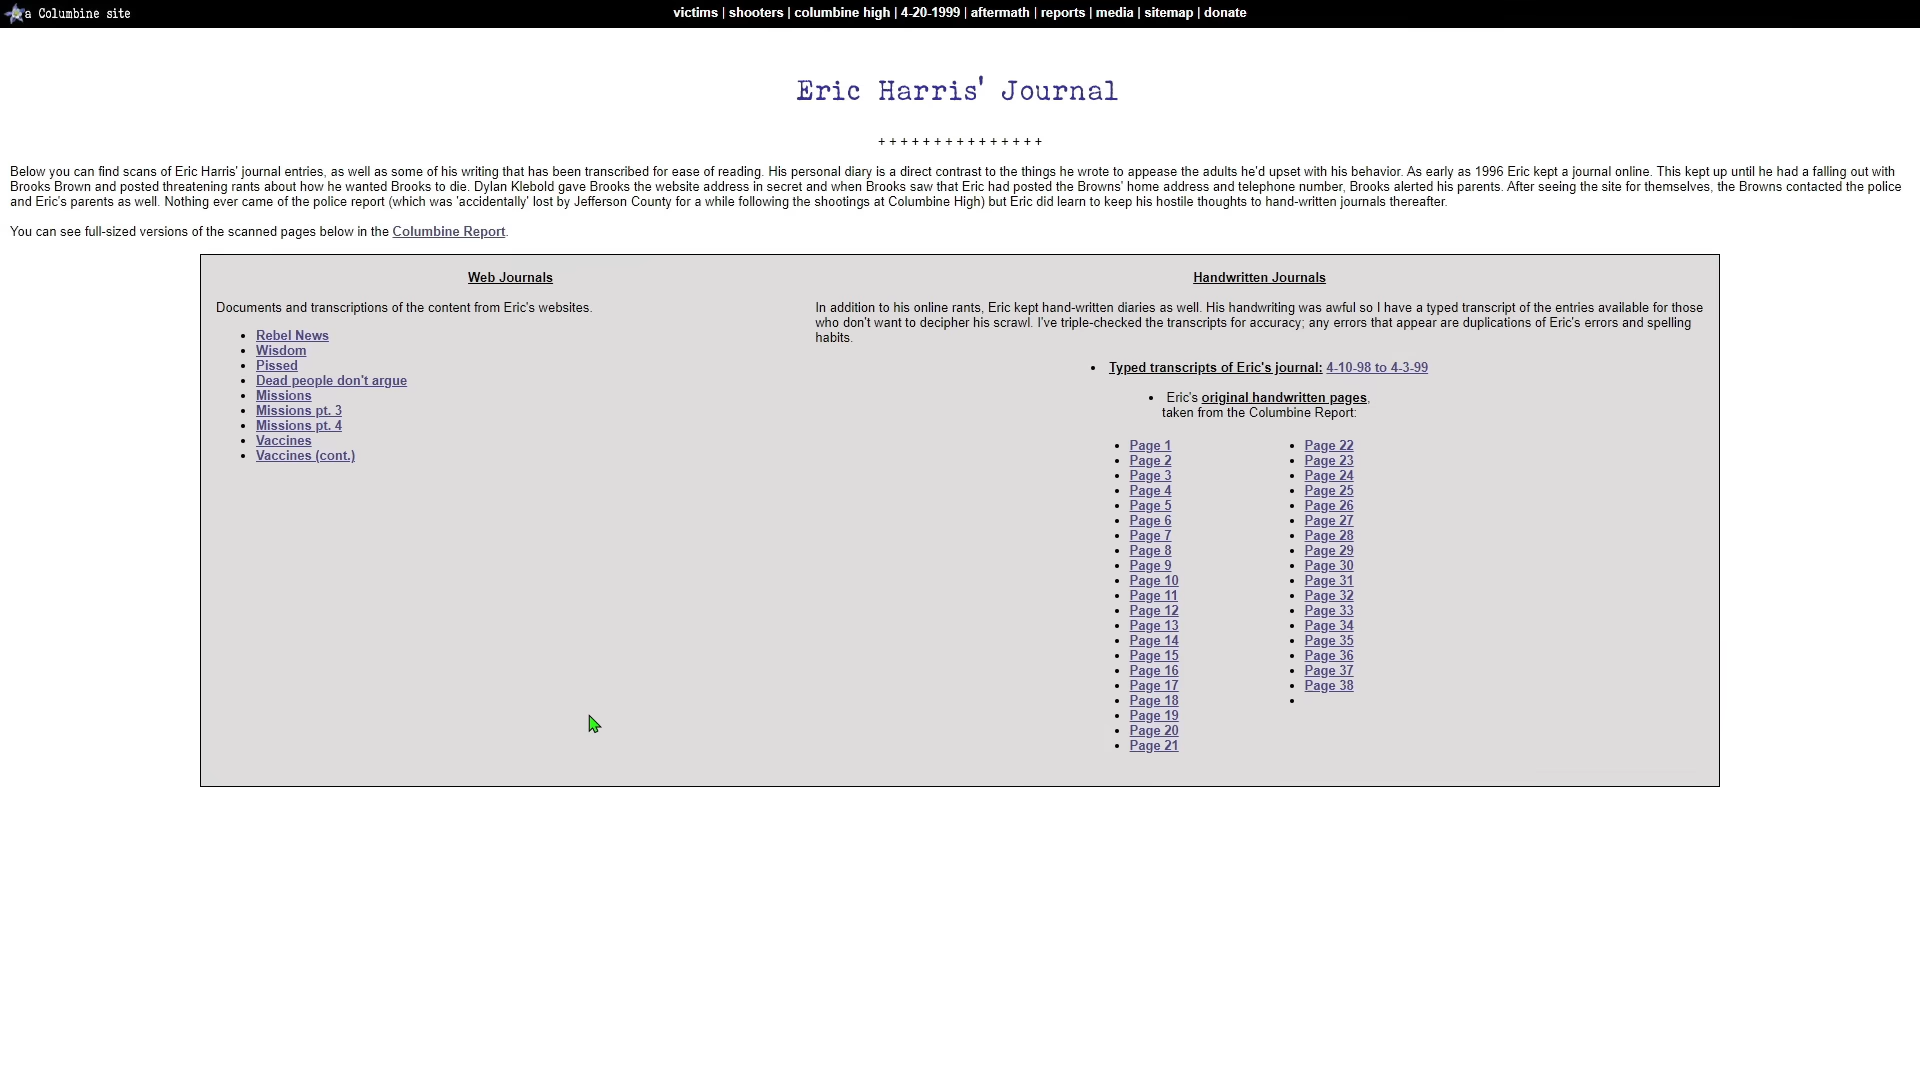 a Columbine site
victims | shooters | columbine high | 4-20-1999 | aftermath | reports | media | sitemap | donate
Eric Harris' Journal
+ + + + + + + + + + + + + + +
Below you can find scans of Eric Harris' journal entries, as well as some of his writing that has been transcribed for ease of reading. His personal diary is a direct contrast to the things he wrote to appease the adults he'd upset with his behavior. As early as 1996 Eric kept a journal online. This kept up until he had a falling out with
Brooks Brown and posted threatening rants about how he wanted Brooks to die. Dylan Klebold gave Brooks the website address in secret and when Brooks saw that Eric had posted the Browns' home address and telephone number, Brooks alerted his parents. After seeing the site for themselves, the Browns contacted the police
and Eric's parents as well. Nothing ever came of the police report (which was 'accidentally' lost by Jefferson County for a while following the shootings at Columbine High) but Eric did learn to keep his hostile thoughts to hand-written journals thereafter.
You can see full-sized versions of the scanned pages below in the Columbine Report.
Web Journals
Documents and transcriptions of the content from Eric's websites.
• Rebel News
• Wisdom
• Pissed
• Dead people don't argue
• Missions
• Missions pt. 3
• Missions pt. 4
• Vaccines
• Vaccines (cont.)
Handwritten Journals
In addition to his online rants, Eric kept hand-written diaries as well. His handwriting was awful so I have a typed transcript of the entries available for those
who don't want to decipher his scrawl. I've triple-checked the transcripts for accuracy; any errors that appear are duplications of Eric's errors and spelling
habits.
• Typed transcripts of Eric's journal: 4-10-98 to 4-3-99
• Eric's original handwritten pages,
taken from the Columbine Report:
• Page 1
• Page 2
• Page 3
• Page 4
• Page 5
• Page 6
• Page 7
• Page 8
• Page 9
• Page 10
• Page 11
• Page 12
• Page 13
• Page 14
• Page 15
• Page 16
• Page 17
• Page 18
• Page 19
• Page 20
• Page 21
• Page 22
• Page 23
• Page 24
• Page 25
• Page 26
• Page 27
• Page 28
• Page 29
• Page 30
• Page 31
• Page 32
• Page 33
• Page 34
• Page 35
• Page 36
• Page 37
• Page 38
•